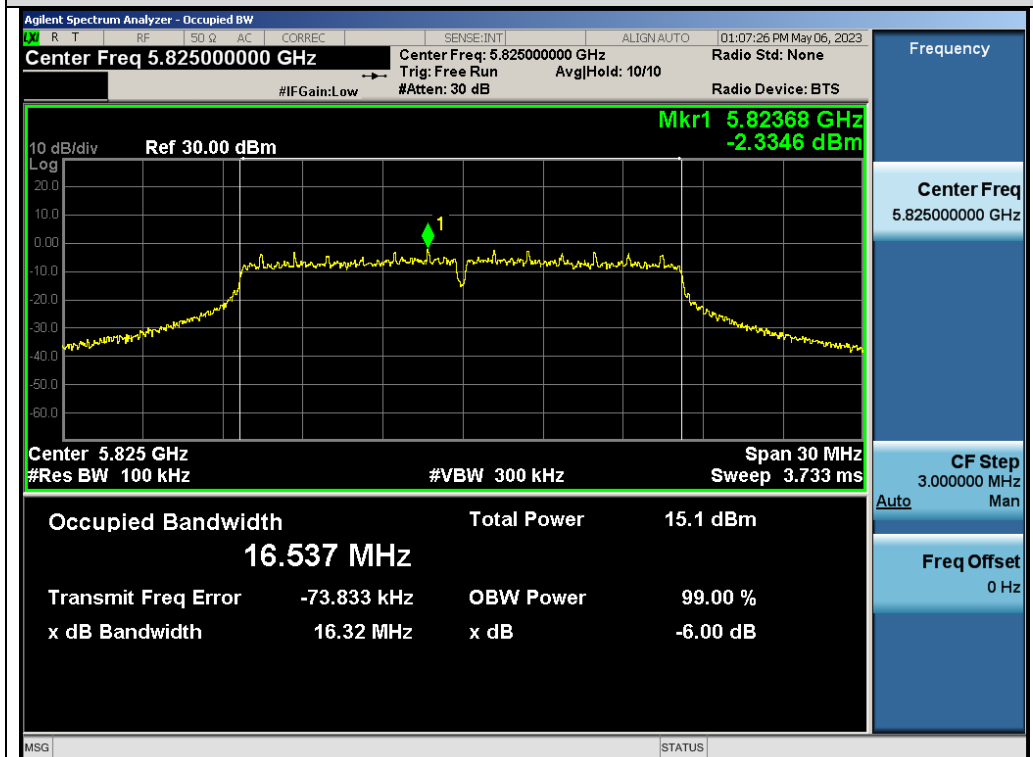 Agilent Spectrum Analyzer - Occupied BW
LXI R T RF 50 Ω AC CORREC SENSE:INT ALIGN AUTO 01:07:26 PM May 06, 2023
Center Freq 5.825000000 GHz
Center Freq: 5.825000000 GHz
Radio Std: None
Trig: Free Run Avg|Hold: 10/10
#IFGain:Low #Atten: 30 dB Radio Device: BTS
Mkr1 5.82368 GHz
-2.3346 dBm
10 dB/div Ref 30.00 dBm
Log
20.0
10.0
1
0.00
-10.0
-20.0
-30.0
-40.0
-50.0
-60.0
Center 5.825 GHz Span 30 MHz
#Res BW 100 kHz #VBW 300 kHz Sweep 3.733 ms
Occupied Bandwidth Total Power 15.1 dBm
16.537 MHz
Transmit Freq Error -73.833 kHz OBW Power 99.00 %
x dB Bandwidth 16.32 MHz x dB -6.00 dB
Frequency
Center Freq
5.825000000 GHz
CF Step
3.000000 MHz
Auto Man
Freq Offset
0 Hz
MSG STATUS